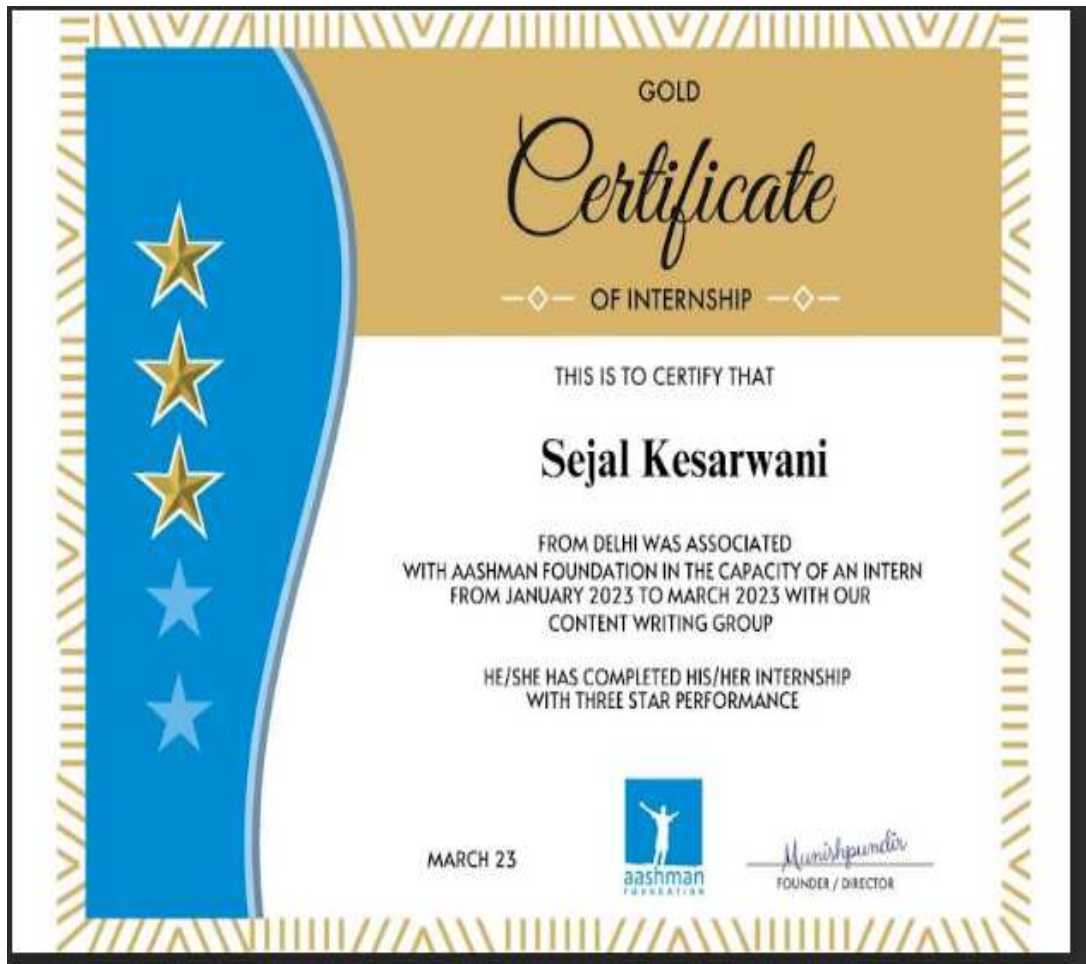 GOLD
Certificate
OF INTERNSHIP
THIS IS TO CERTIFY THAT
Sejal Kesarwani
FROM DELHI WAS ASSOCIATED
WITH AASHMAN FOUNDATION IN THE CAPACITY OF AN INTERN
FROM JANUARY 2023 TO MARCH 2023 WITH OUR
CONTENT WRITING GROUP
HE/SHE HAS COMPLETED HIS/HER INTERNSHIP
WITH THREE STAR PERFORMANCE
MARCH 23
aashman
FOUNDATION
Munishpundir
FOUNDER / DIRECTOR